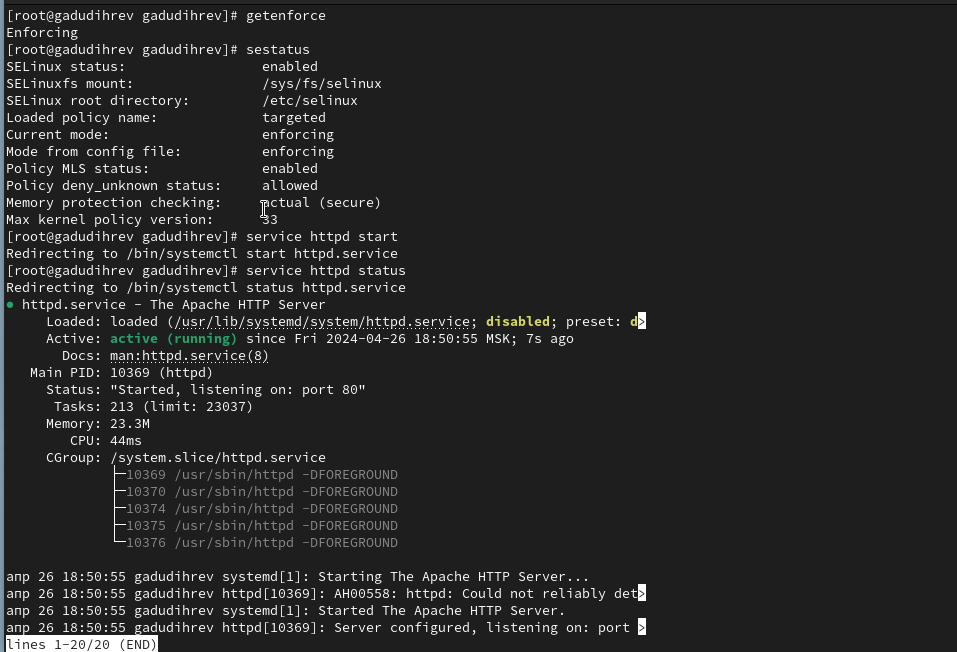 [root@gadudihrev gadudihrev]# getenforce
Enforcing
[root@gadudihrev gadudihrev]# sestatus
SELinux status:                 enabled
SELinuxfs mount:                /sys/fs/selinux
SELinux root directory:         /etc/selinux
Loaded policy name:             targeted
Current mode:                   enforcing
Mode from config file:          enforcing
Policy MLS status:              enabled
Policy deny_unknown status:     allowed
Memory protection checking:     actual (secure)
Max kernel policy version:      33
[root@gadudihrev gadudihrev]# service httpd start
Redirecting to /bin/systemctl start httpd.service
[root@gadudihrev gadudihrev]# service httpd status
Redirecting to /bin/systemctl status httpd.service
● httpd.service - The Apache HTTP Server
     Loaded: loaded (/usr/lib/systemd/system/httpd.service; disabled; preset: d>
     Active: active (running) since Fri 2024-04-26 18:50:55 MSK; 7s ago
       Docs: man:httpd.service(8)
   Main PID: 10369 (httpd)
     Status: "Started, listening on: port 80"
      Tasks: 213 (limit: 23037)
     Memory: 23.3M
        CPU: 44ms
     CGroup: /system.slice/httpd.service
             ├─10369 /usr/sbin/httpd -DFOREGROUND
             ├─10370 /usr/sbin/httpd -DFOREGROUND
             ├─10374 /usr/sbin/httpd -DFOREGROUND
             ├─10375 /usr/sbin/httpd -DFOREGROUND
             └─10376 /usr/sbin/httpd -DFOREGROUND
апр 26 18:50:55 gadudihrev systemd[1]: Starting The Apache HTTP Server...
апр 26 18:50:55 gadudihrev httpd[10369]: AH00558: httpd: Could not reliably det>
апр 26 18:50:55 gadudihrev systemd[1]: Started The Apache HTTP Server.
апр 26 18:50:55 gadudihrev httpd[10369]: Server configured, listening on: port >
lines 1-20/20 (END)